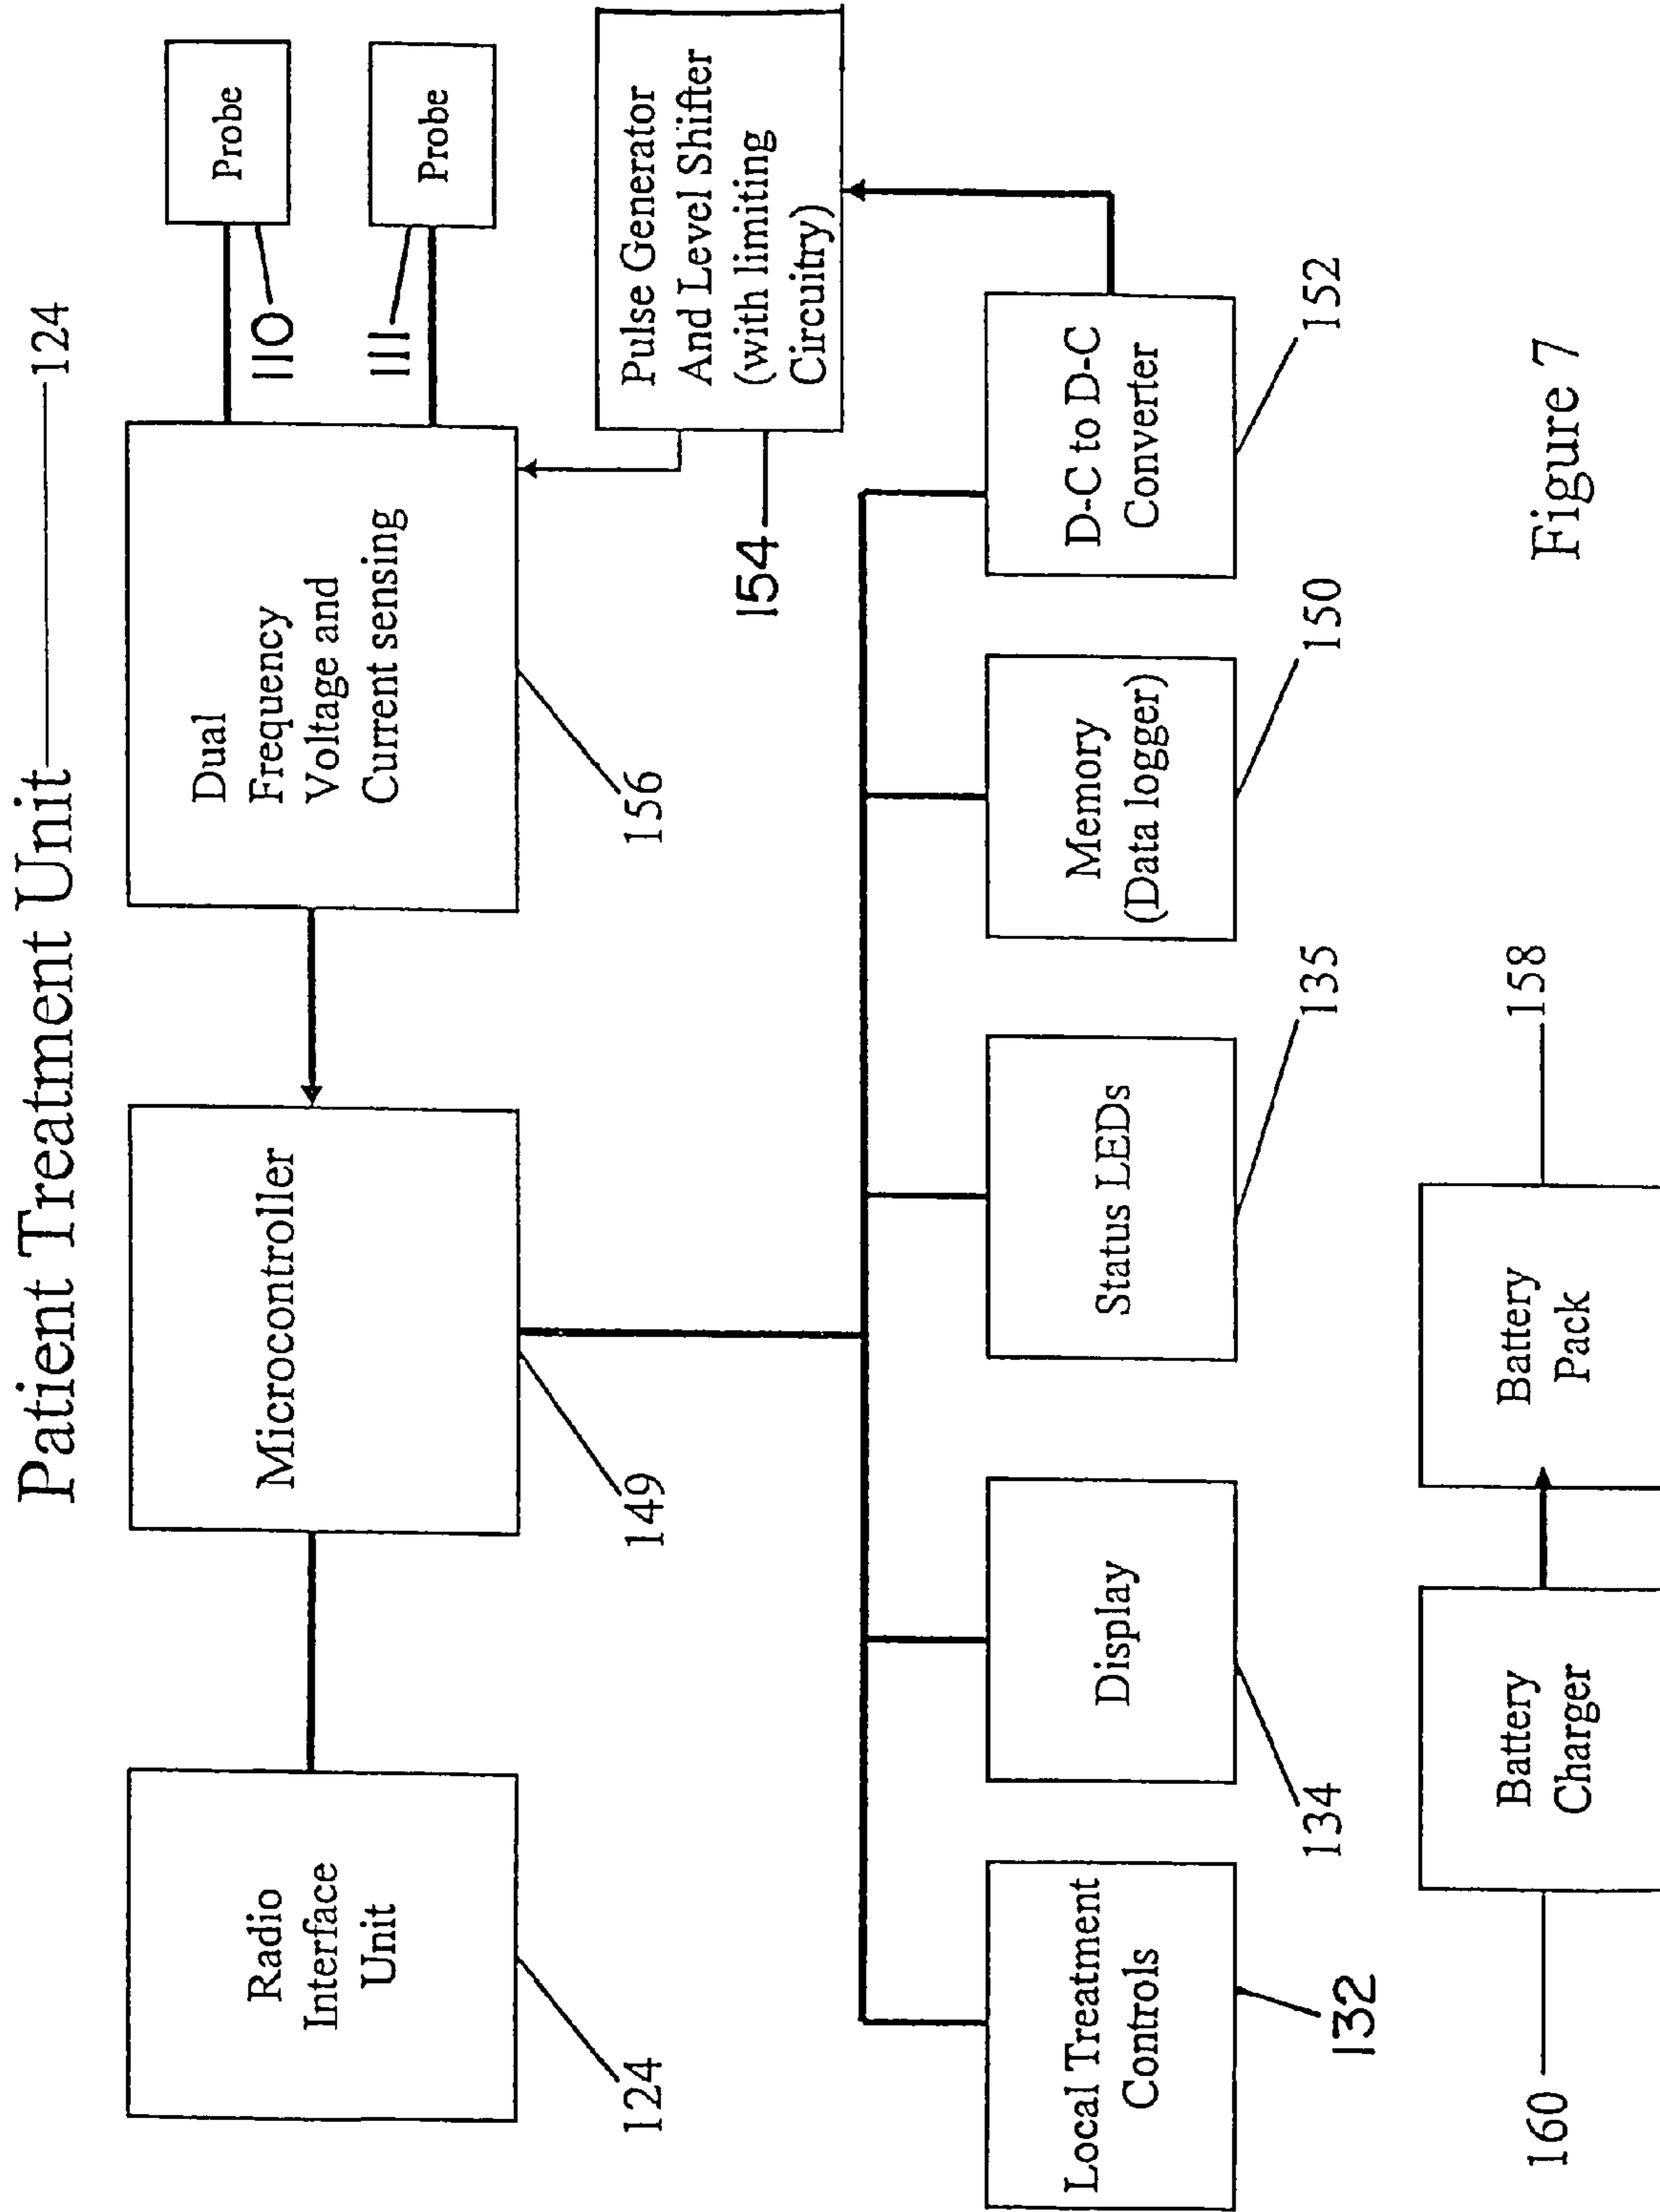 Patient Treatment Unit 124
Radio
Interface
Unit
124
Microcontroller
149
Dual
Frequency
Voltage and
Current sensing
156
Probe
110
Probe
111
Pulse Generator
And Level Shifter
(with limiting
Circuitry)
154
Local Treatment
Controls
132
Display
134
Status LEDs
135
Memory
(Data logger)
150
D-C to D-C
Converter
152
Battery
Charger
160
Battery
Pack
158
Figure 7